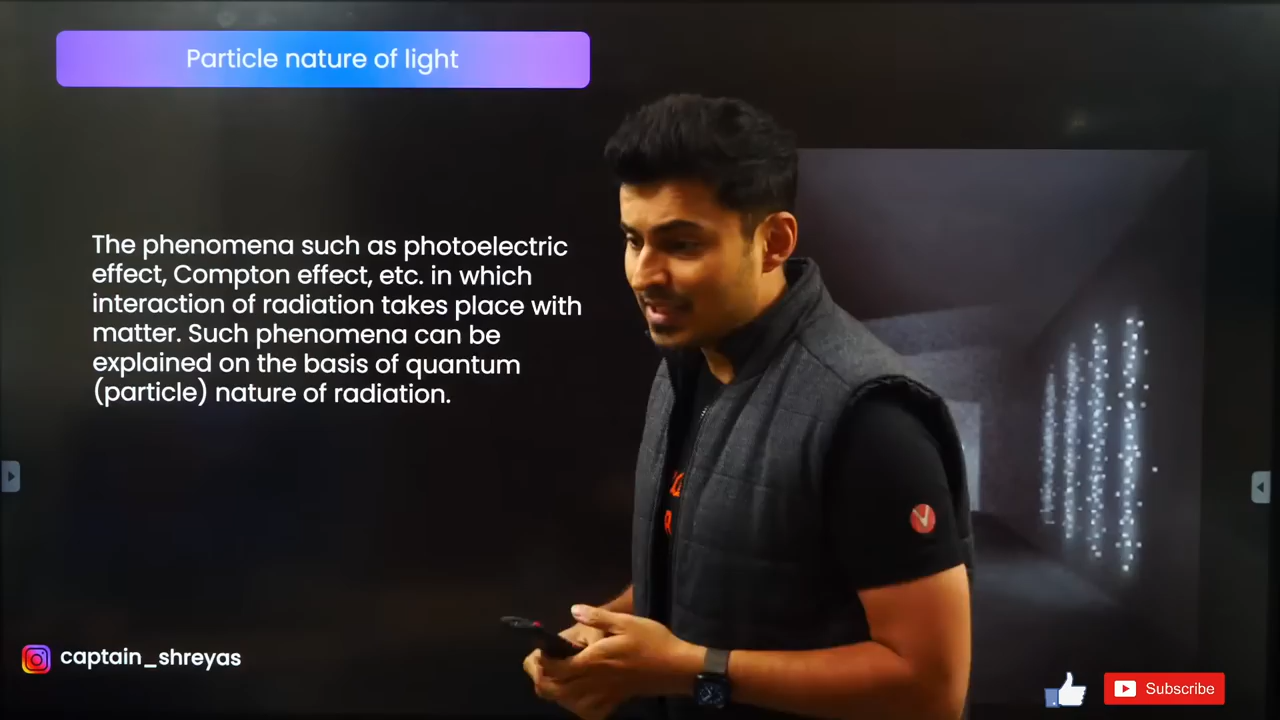 Particle nature of light
The phenomena such as photoelectric
effect, Compton effect, etc. in which
interaction of radiation takes place with
matter. Such phenomena can be
explained on the basis of quantum
(particle) nature of radiation.
captain_shreyas
Subscribe